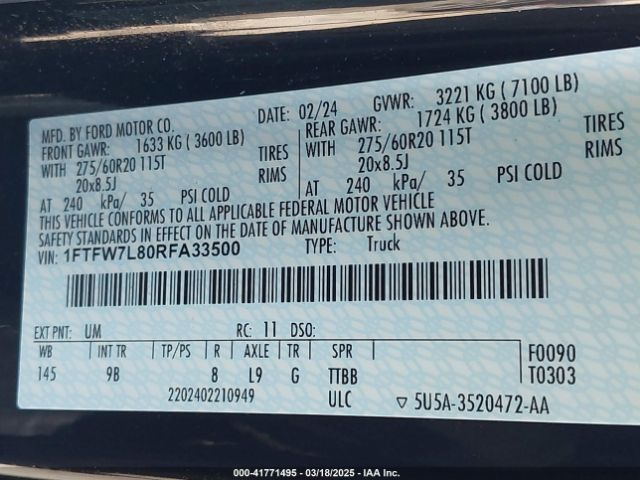 MFD. BY FORD MOTOR CO.
DATE: 02/24 GVWR: 3221 KG ( 7100 LB)
FRONT GAWR: 1633 KG ( 3600 LB)
WITH 275/60R20 115T TIRES
20x8.5J RIMS
AT 240 kPa/ 35 PSI COLD
REAR GAWR: 1724 KG ( 3800 LB)
WITH 275/60R20 115T TIRES
20x8.5J RIMS
AT 240 kPa/ 35 PSI COLD
THIS VEHICLE CONFORMS TO ALL APPLICABLE FEDERAL MOTOR VEHICLE
SAFETY STANDARDS IN EFFECT ON THE DATE OF MANUFACTURE SHOWN ABOVE.
VIN: 1FTFW7L80RFA33500 TYPE: Truck
EXT PNT: UM RC: 11 DSO:
WB INT TR TP/PS R AXLE TR SPR F0090
145 9B 8 L9 G TTBB T0303
2202402210949 ULC ▽ 5U5A-3520472-AA
000-41771495 - 03/18/2025 - IAA Inc.